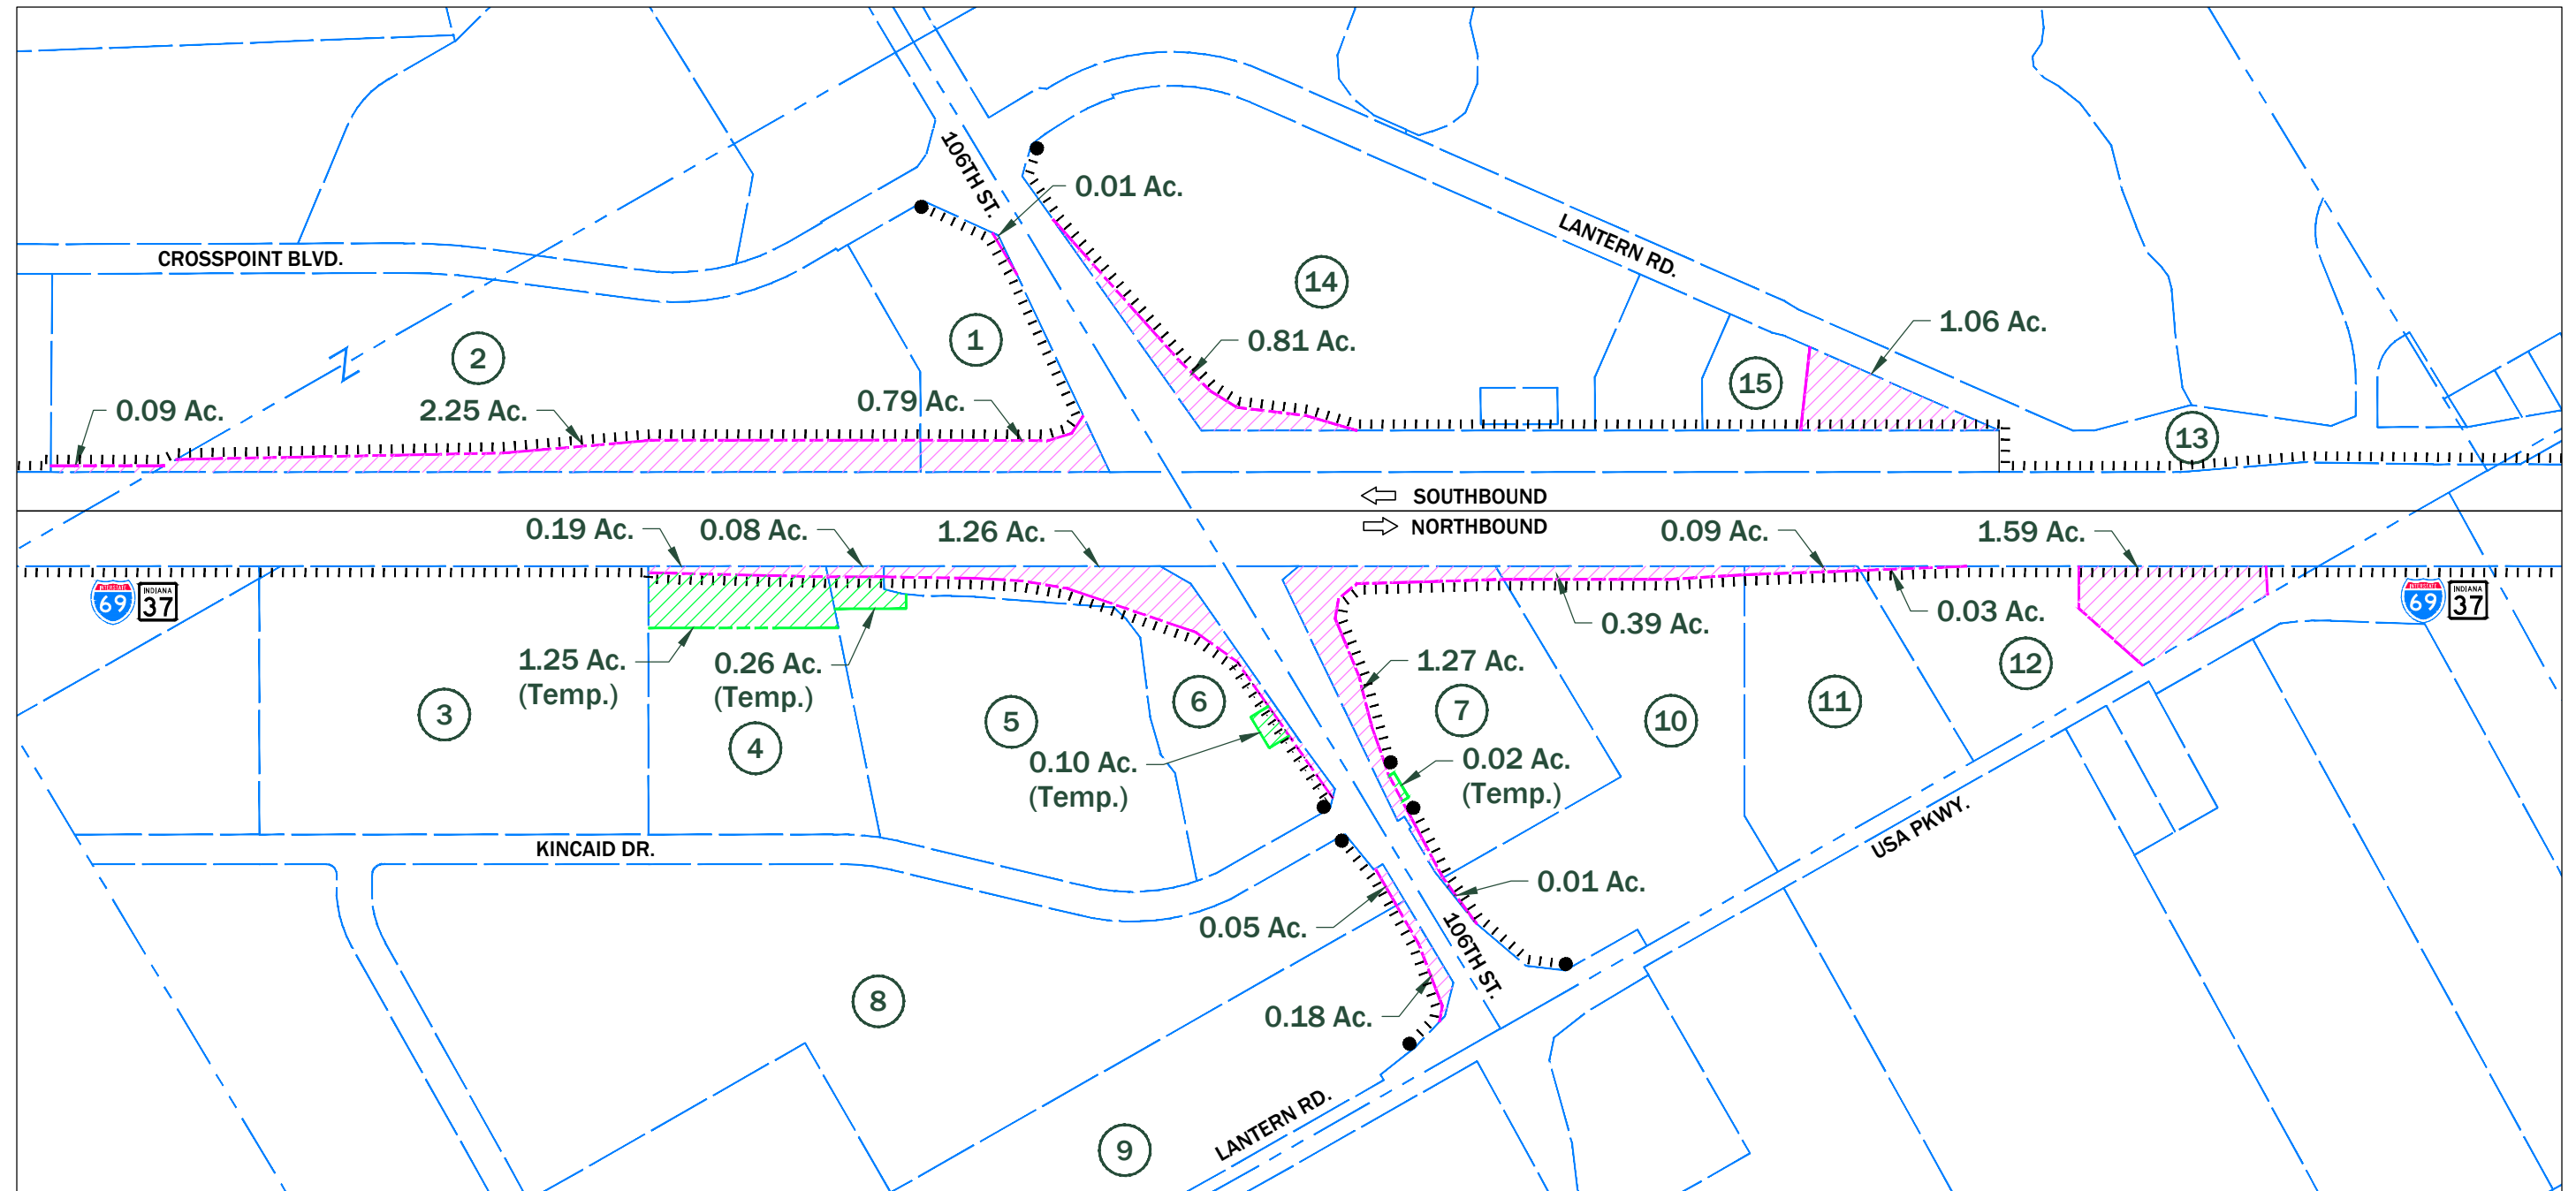 106TH ST.
0.01 Ac.
CROSSPOINT BLVD.
LANTERN RD.
14
1
2
0.81 Ac.
1.06 Ac.
15
0.09 Ac.
2.25 Ac.
0.79 Ac.
13
SOUTHBOUND
NORTHBOUND
0.19 Ac.
0.08 Ac.
1.26 Ac.
0.09 Ac.
1.59 Ac.
69
INDIANA
37
69
INDIANA
37
0.39 Ac.
0.03 Ac.
1.25 Ac.
(Temp.)
0.26 Ac.
(Temp.)
1.27 Ac.
12
3
4
5
6
7
10
11
0.10 Ac.
(Temp.)
0.02 Ac.
(Temp.)
KINCAID DR.
USA PKWY.
0.01 Ac.
0.05 Ac.
106TH ST.
8
0.18 Ac.
LANTERN RD.
9